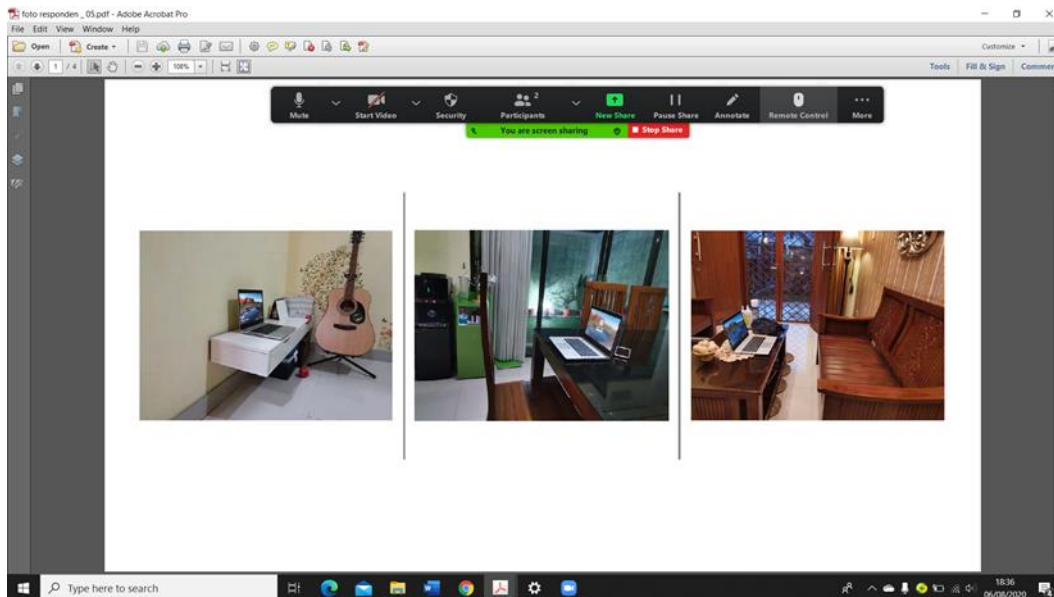 foto responden _ 05.pdf - Adobe Acrobat Pro
File Edit View Window Help
Open Create Customize
1 / 4 100% Tools Fill & Sign Commen
Mute Start Video Security Participants 2 New Share Pause Share Annotate Remote Control More
You are screen sharing Stop Share
Type here to search
18:36
06/08/2020